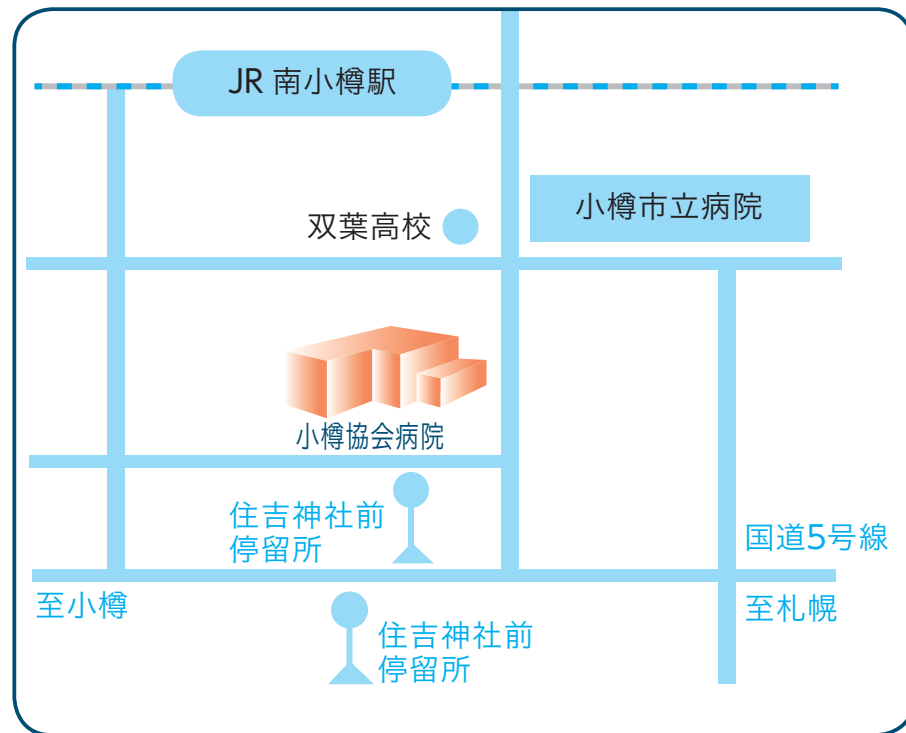 JR 南小樽駅
小樽市立病院
双葉高校
小樽協会病院
住吉神社前
停留所
国道5号線
至小樽
至札幌
住吉神社前
停留所